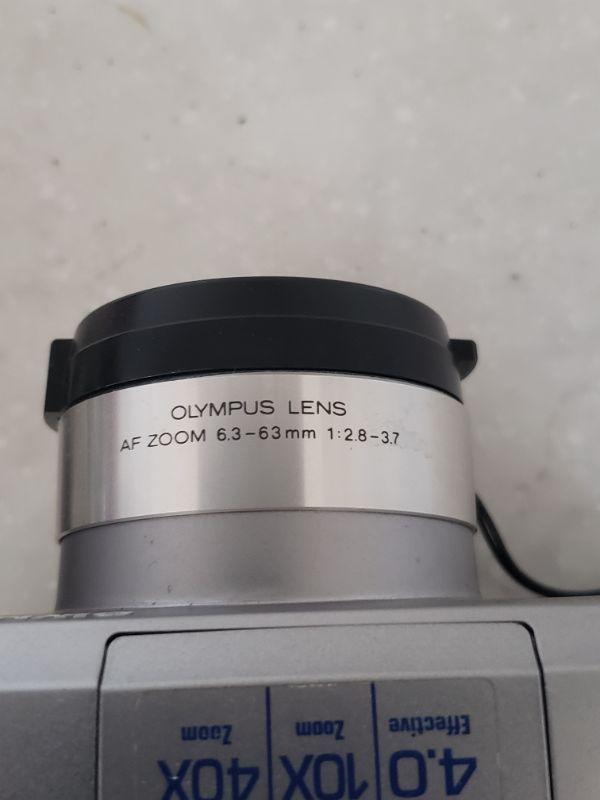 OLYMPUS LENS
AF ZOOM 6.3-63mm 1:2.8-3.7
4.0 10X 40X
Effective Zoom Zoom